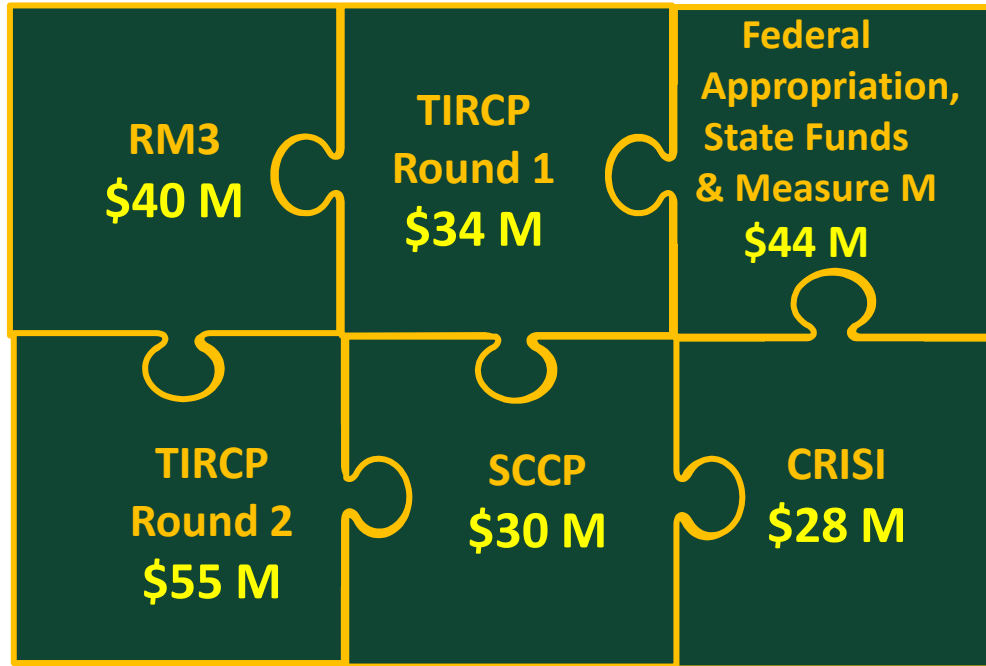 RM3
$40 M
TIRCP
Round 1
$34 M
Federal
Appropriation,
State Funds
& Measure M
$44 M
TIRCP
Round 2
$55 M
SCCP
$30 M
CRISI
$28 M